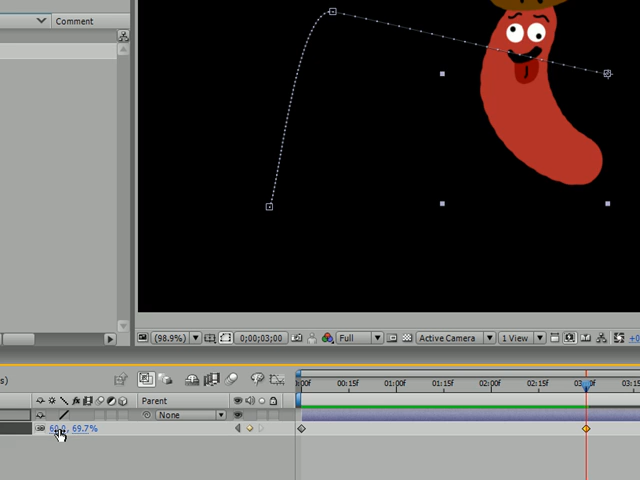 Comment
(98.9%) 0;00;03;00 Full Active Camera 1 View
s)
:00f 00:15f 01:00f 01:15f 02:00f 02:15f 03:15
Parent
None
69.7%